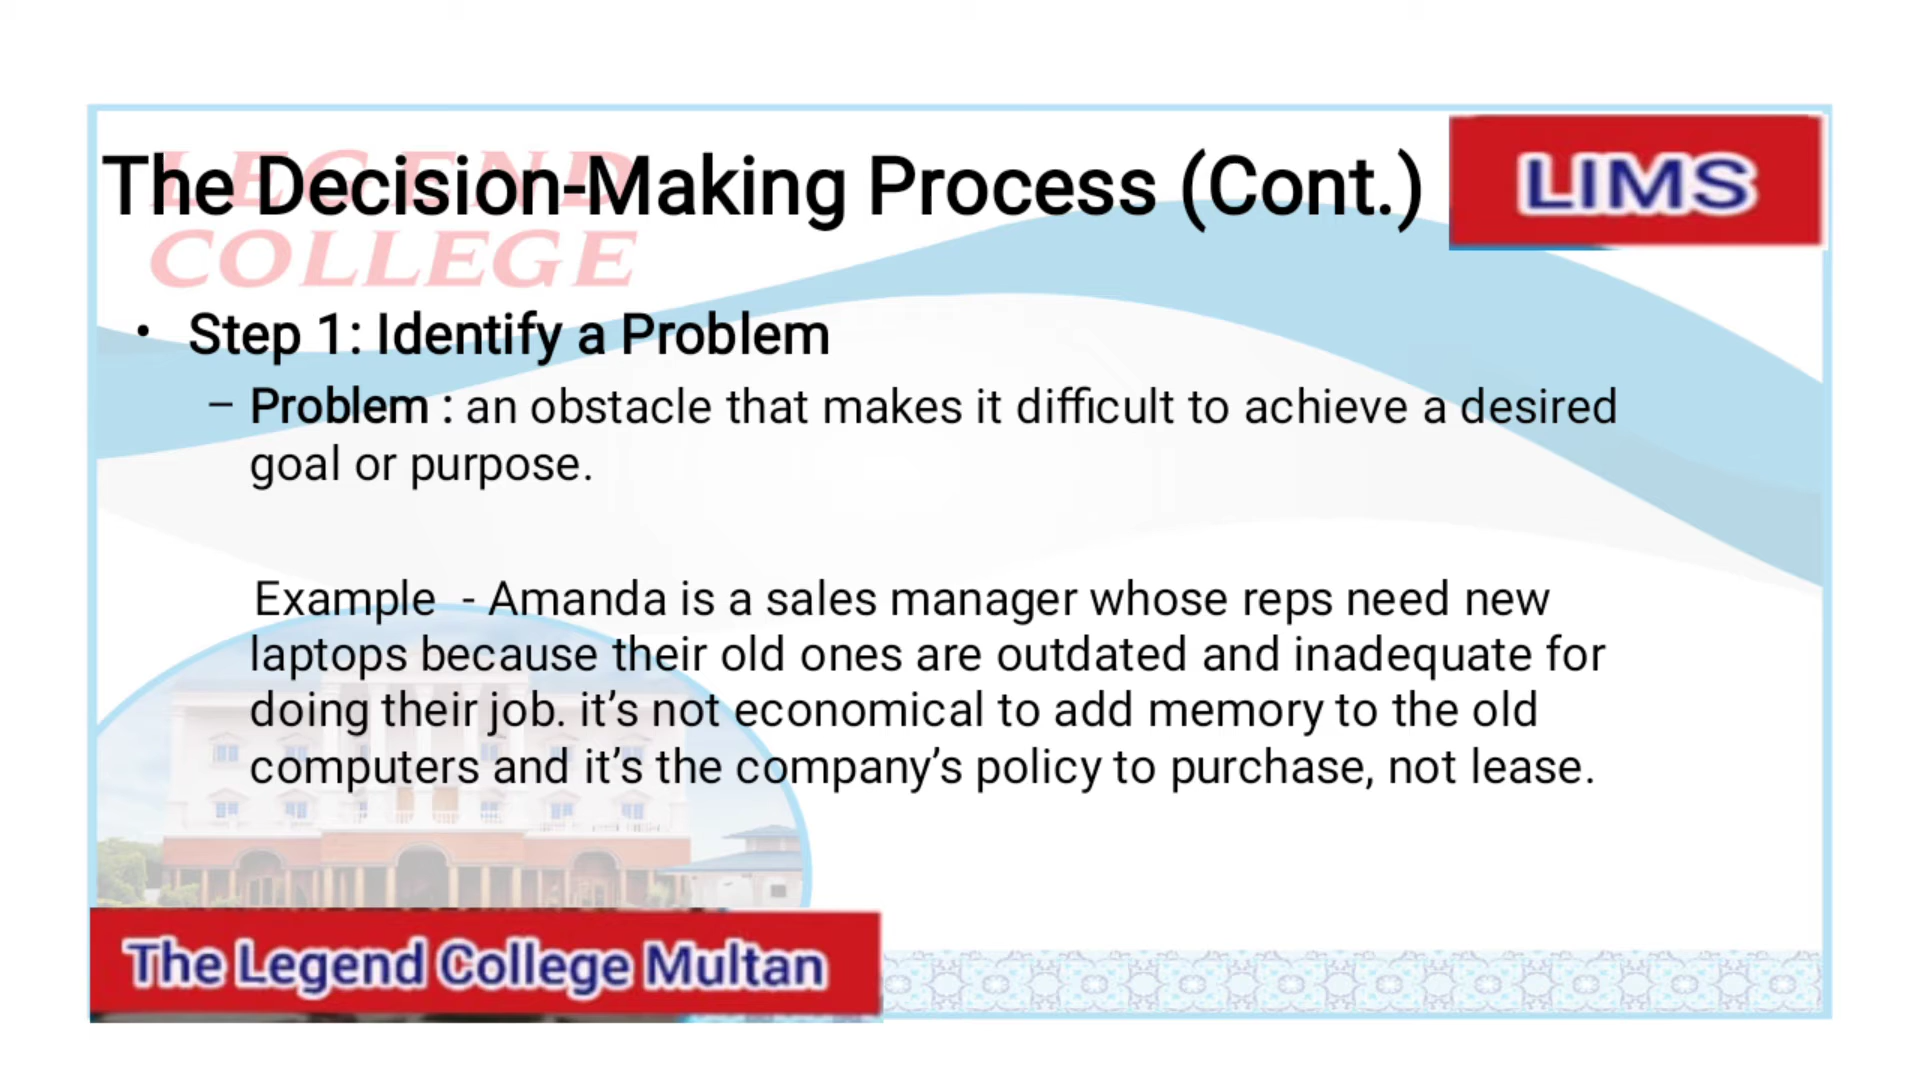 LEGEND
COLLEGE
The Decision-Making Process (Cont.)
LIMS
• Step 1: Identify a Problem
– Problem : an obstacle that makes it difficult to achieve a desired
goal or purpose.
Example  - Amanda is a sales manager whose reps need new
laptops because their old ones are outdated and inadequate for
doing their job. it’s not economical to add memory to the old
computers and it’s the company’s policy to purchase, not lease.
The Legend College Multan